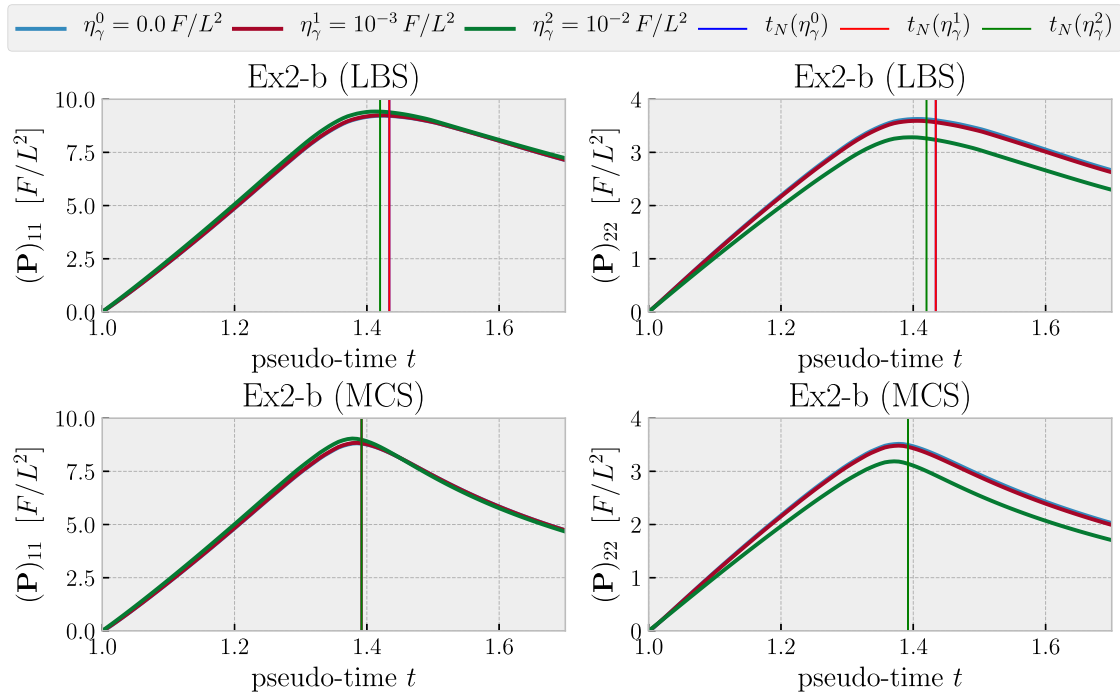 η_γ^0 = 0.0 F/L^2 η_γ^1 = 10^{-3} F/L^2 η_γ^2 = 10^{-2} F/L^2 t_N(η_γ^0) t_N(η_γ^1) t_N(η_γ^2)
Ex2-b (LBS)
(P)_{11} [F/L^2]
10.0
7.5
5.0
2.5
0.0
1.0 1.2 1.4 1.6
pseudo-time t
Ex2-b (LBS)
(P)_{22} [F/L^2]
4
3
2
1
0
1.0 1.2 1.4 1.6
pseudo-time t
Ex2-b (MCS)
(P)_{11} [F/L^2]
10.0
7.5
5.0
2.5
0.0
1.0 1.2 1.4 1.6
pseudo-time t
Ex2-b (MCS)
(P)_{22} [F/L^2]
4
3
2
1
0
1.0 1.2 1.4 1.6
pseudo-time t